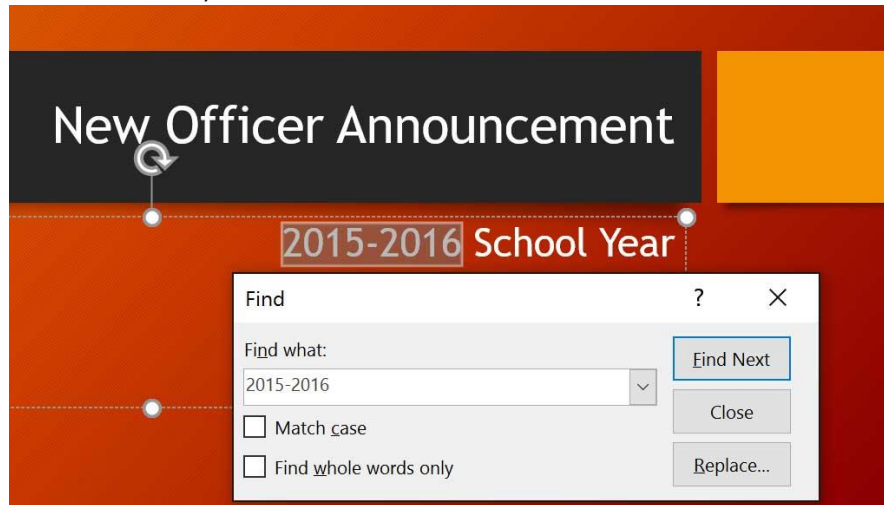 New Officer Announcement
2015-2016 School Year
Find
? X
Find what:
Find Next
2015-2016
Close
Match case
Find whole words only
Replace...